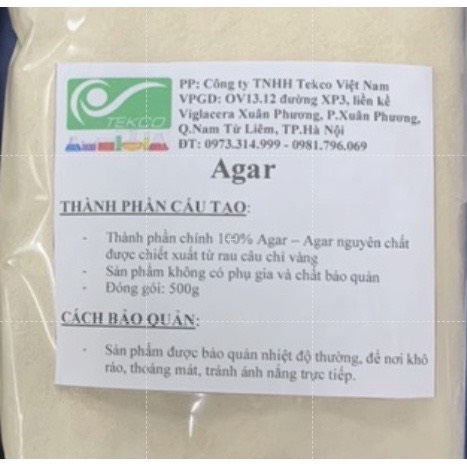 PP: Công ty TNHH Tekco Việt Nam
VPGD: OV13.12 đường XP3, liền kề
Viglacera Xuân Phương, P.Xuân Phương,
Q.Nam Từ Liêm, TP.Hà Nội
ĐT: 0973.314.999 - 0981.796.069
TEKCO
Agar
THÀNH PHẦN CẤU TẠO:
- Thành phần chính 100% Agar – Agar nguyên chất
được chiết xuất từ rau câu chỉ vàng
- Sản phẩm không có phụ gia và chất bảo quản
- Đóng gói: 500g
CÁCH BẢO QUẢN:
- Sản phẩm được bảo quản nhiệt độ thường, để nơi khô
ráo, thoáng mát, tránh ánh nắng trực tiếp.